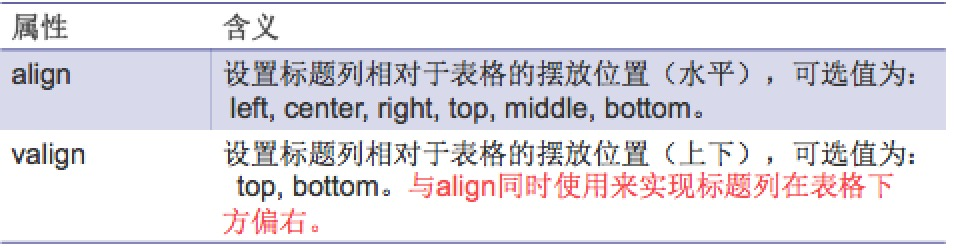 属性 含义
align 设置标题列相对于表格的摆放位置（水平），可选值为：
left, center, right, top, middle, bottom。
valign 设置标题列相对于表格的摆放位置（上下），可选值为：
top, bottom。与align同时使用来实现标题列在表格下
方偏右。